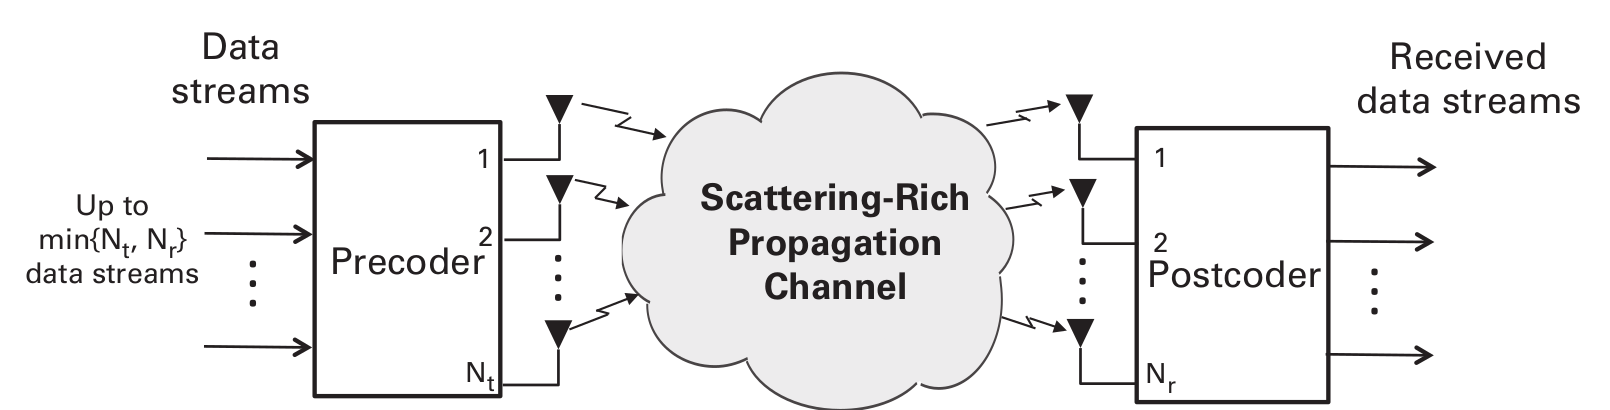 Data
streams
Up to
min{Nt, Nr}
data streams
1
2
Precoder
Nt
Scattering-Rich
Propagation
Channel
1
2
Postcoder
Nr
Received
data streams